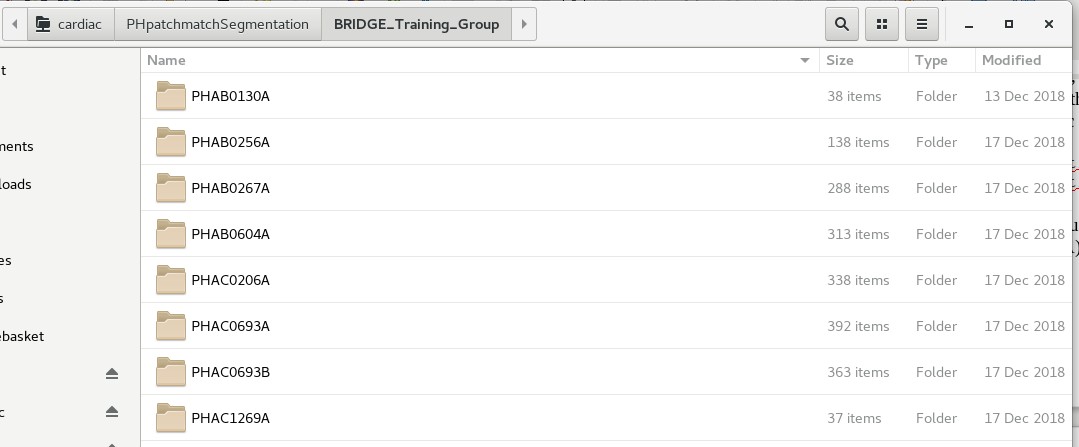 cardiac PHpatchmatchSegmentation BRIDGE_Training_Group
Name Size Type Modified
PHAB0130A 38 items Folder 13 Dec 2018
PHAB0256A 138 items Folder 17 Dec 2018
PHAB0267A 288 items Folder 17 Dec 2018
PHAB0604A 313 items Folder 17 Dec 2018
PHAC0206A 338 items Folder 17 Dec 2018
PHAC0693A 392 items Folder 17 Dec 2018
PHAC0693B 363 items Folder 17 Dec 2018
PHAC1269A 37 items Folder 17 Dec 2018
t
ments
loads
es
s
ebasket
c